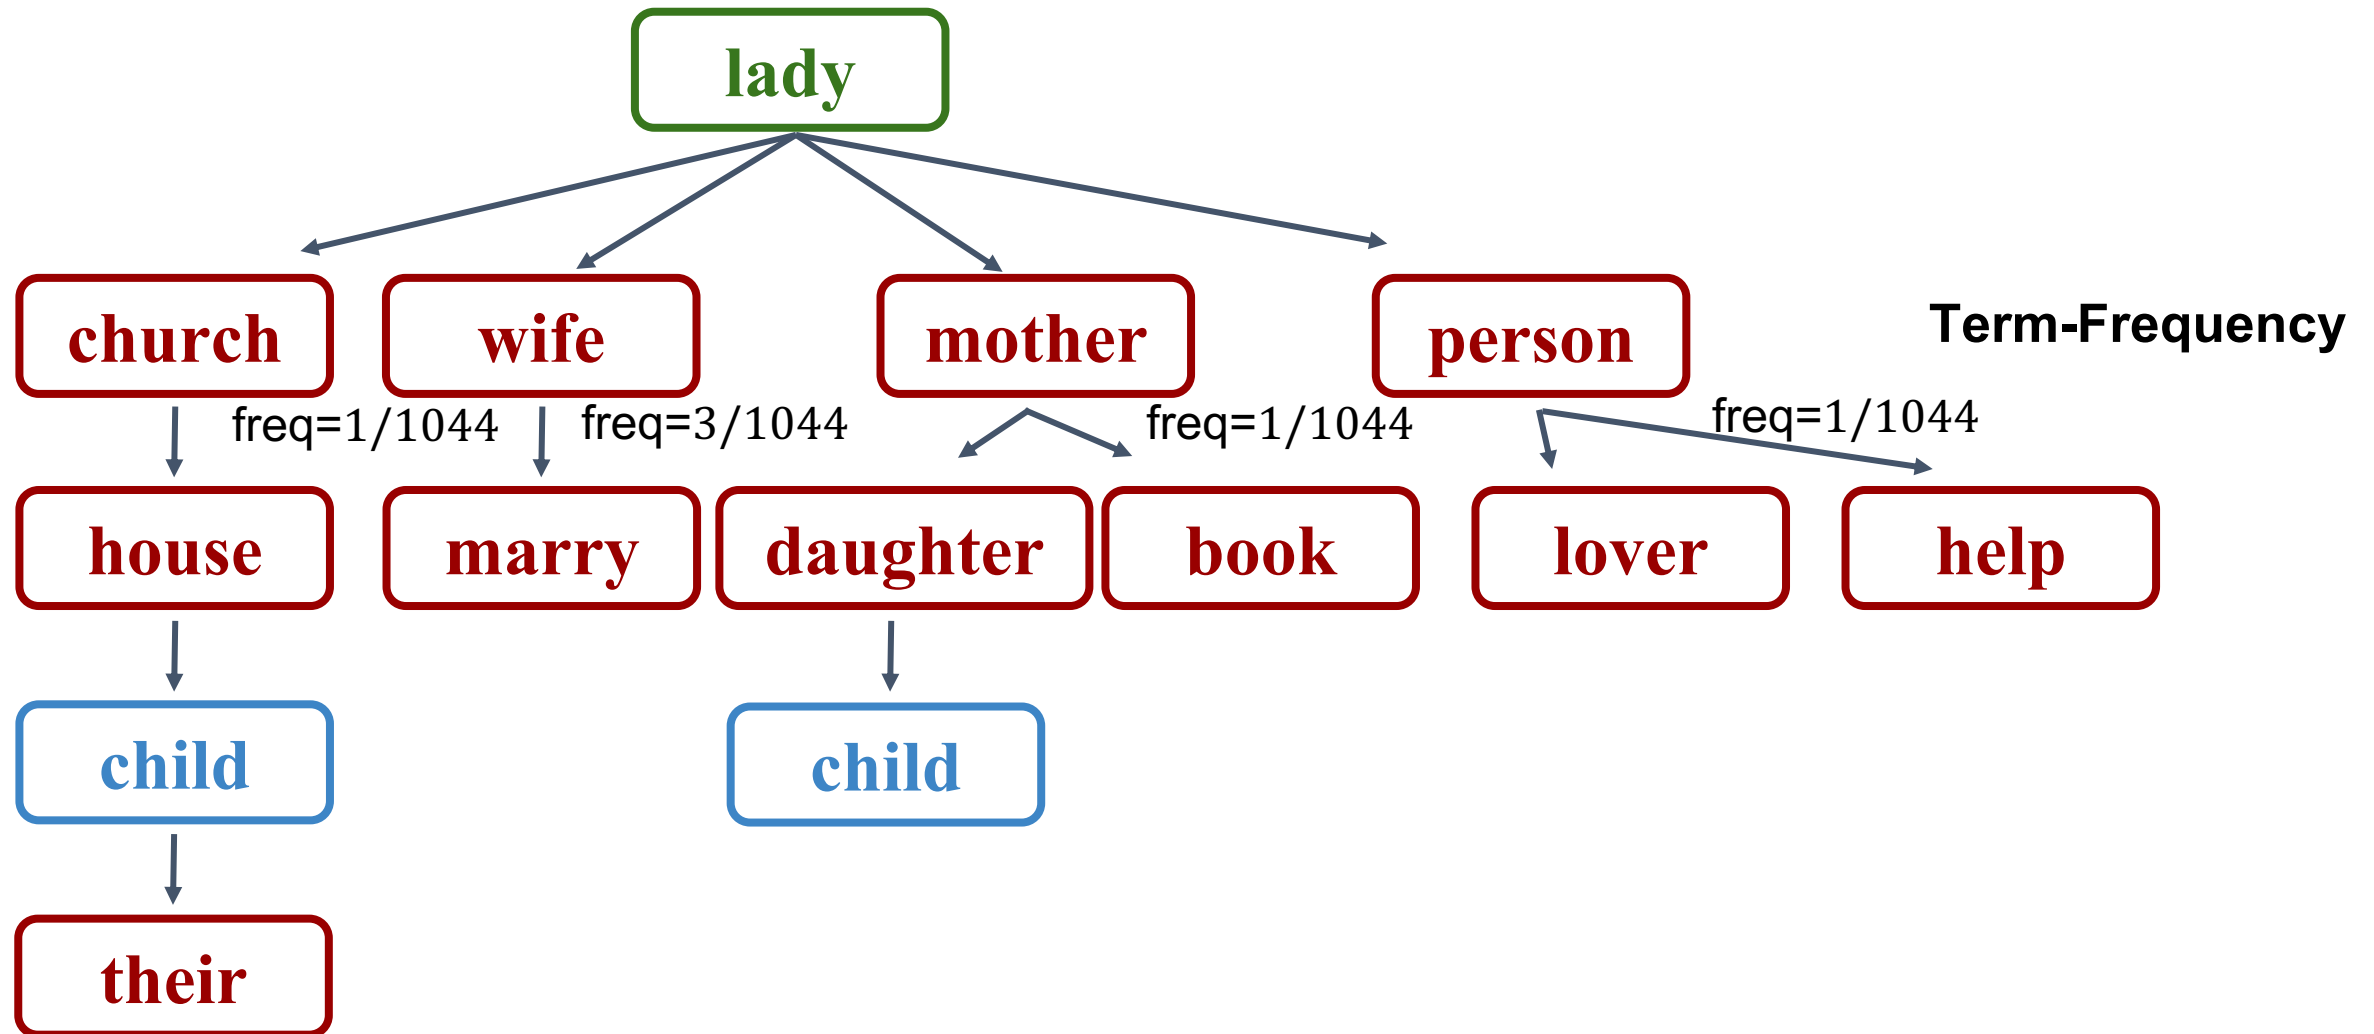 lady
church
wife
mother
person
Term-Frequency
freq=1/1044
freq=3/1044
freq=1/1044
freq=1/1044
house
marry
daughter
book
lover
help
child
child
their